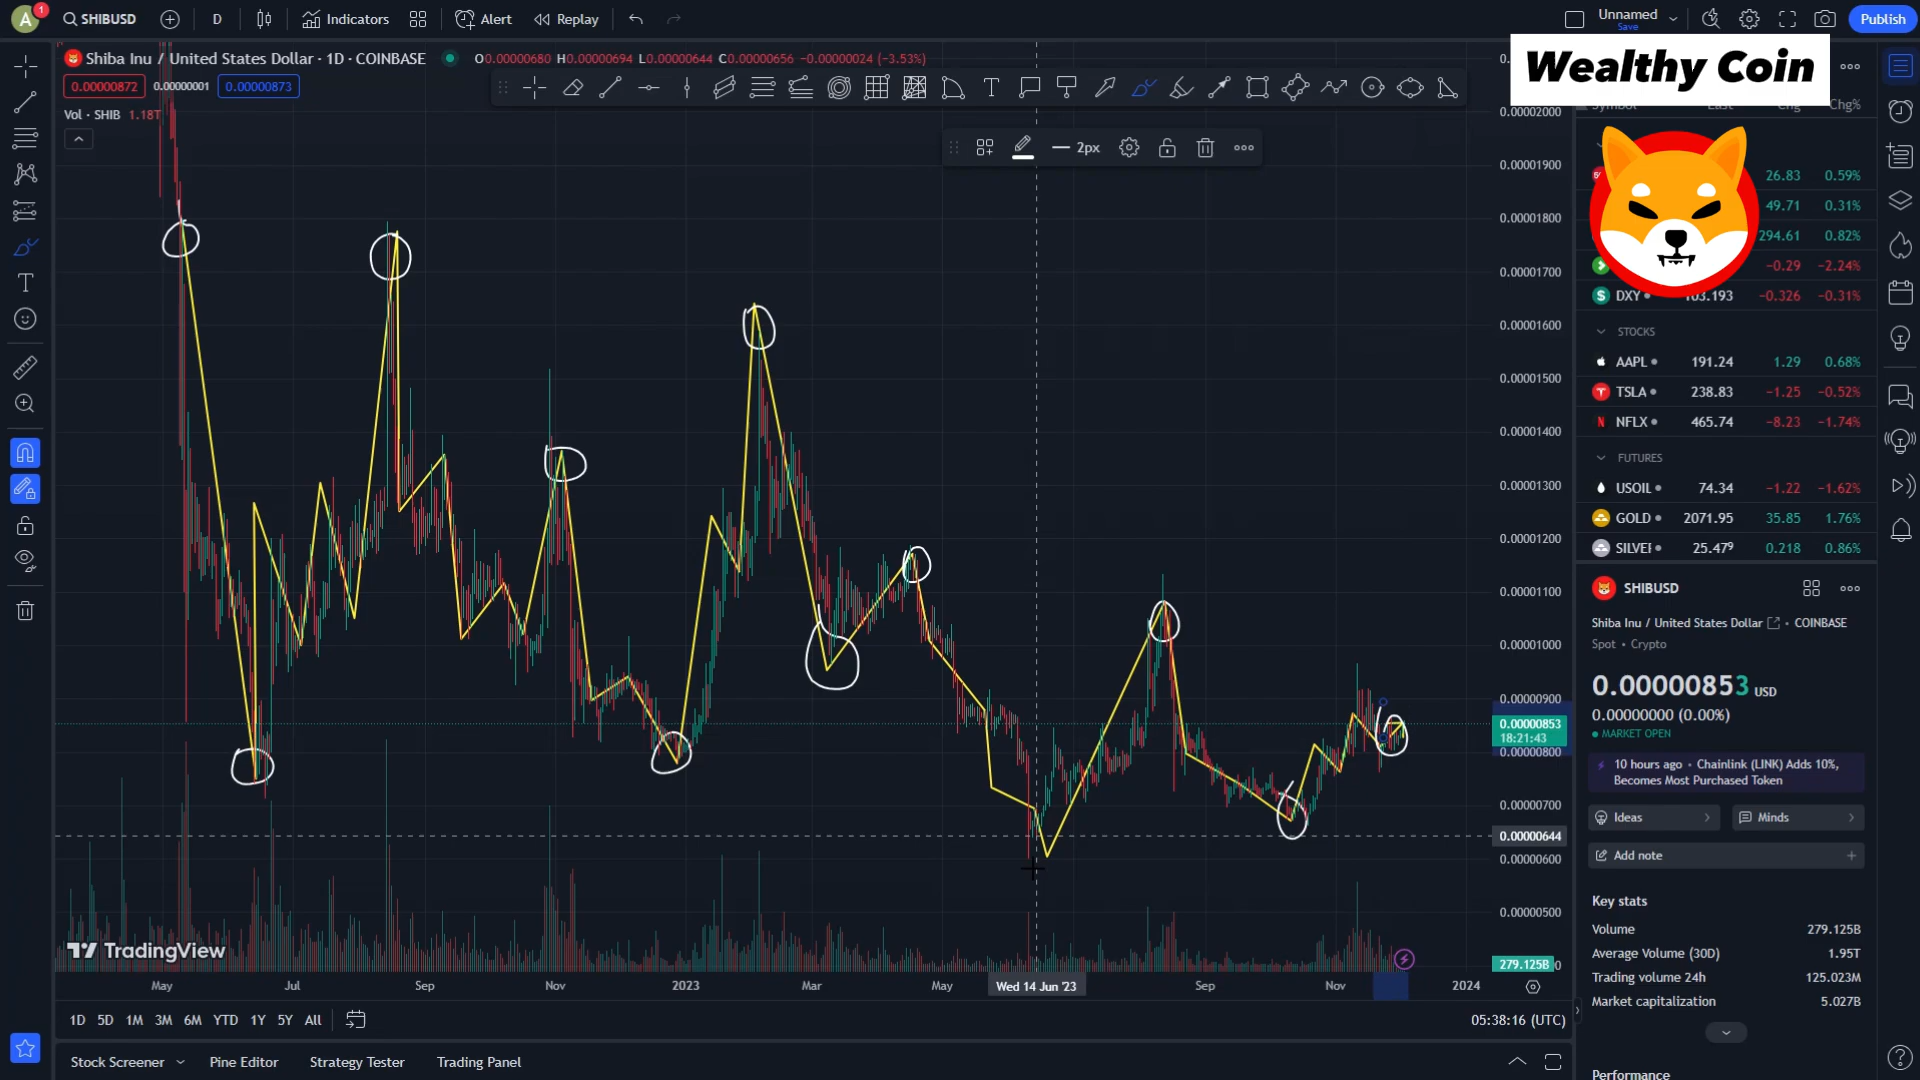 A 1 SHIBUSD D Indicators Alert Replay Unnamed Save Publish
Shiba Inu / United States Dollar · 1D · COINBASE O0.00000680 H0.00000694 L0.00000644 C0.00000656 −0.00000024 (−3.53%)
Wealthy Coin
0.00000872 0.00000001 0.00000873
Vol · SHIB 1.18T
2px
0.00002000
0.00001900
0.00001800
0.00001700
0.00001600
0.00001500
0.00001400
0.00001300
0.00001200
0.00001100
0.00001000
0.00000900
0.00000853
18:21:43
0.00000800
0.00000700
0.00000644
0.00000600
0.00000500
279.125B 0
TradingView
May Jul Sep Nov 2023 Mar May Wed 14 Jun '23 Sep Nov 2024
1D 5D 1M 3M 6M YTD 1Y 5Y All 05:38:16 (UTC)
Stock Screener Pine Editor Strategy Tester Trading Panel
Symbol Last Chg Chg%
26.83 0.59%
49.71 0.31%
294.61 0.82%
−0.29 −2.24%
DXY 103.193 −0.326 −0.31%
STOCKS
AAPL 191.24 1.29 0.68%
TSLA 238.83 −1.25 −0.52%
NFLX 465.74 −8.23 −1.74%
FUTURES
USOIL 74.34 −1.22 −1.62%
GOLD 2071.95 35.85 1.76%
SILVER 25.479 0.218 0.86%
SHIBUSD
Shiba Inu / United States Dollar · COINBASE
Spot · Crypto
0.00000853 USD
0.00000000 (0.00%)
MARKET OPEN
10 hours ago · Chainlink (LINK) Adds 10%,
Becomes Most Purchased Token
Ideas Minds
Add note
Key stats
Volume 279.125B
Average Volume (30D) 1.95T
Trading volume 24h 125.023M
Market capitalization 5.027B
Performance